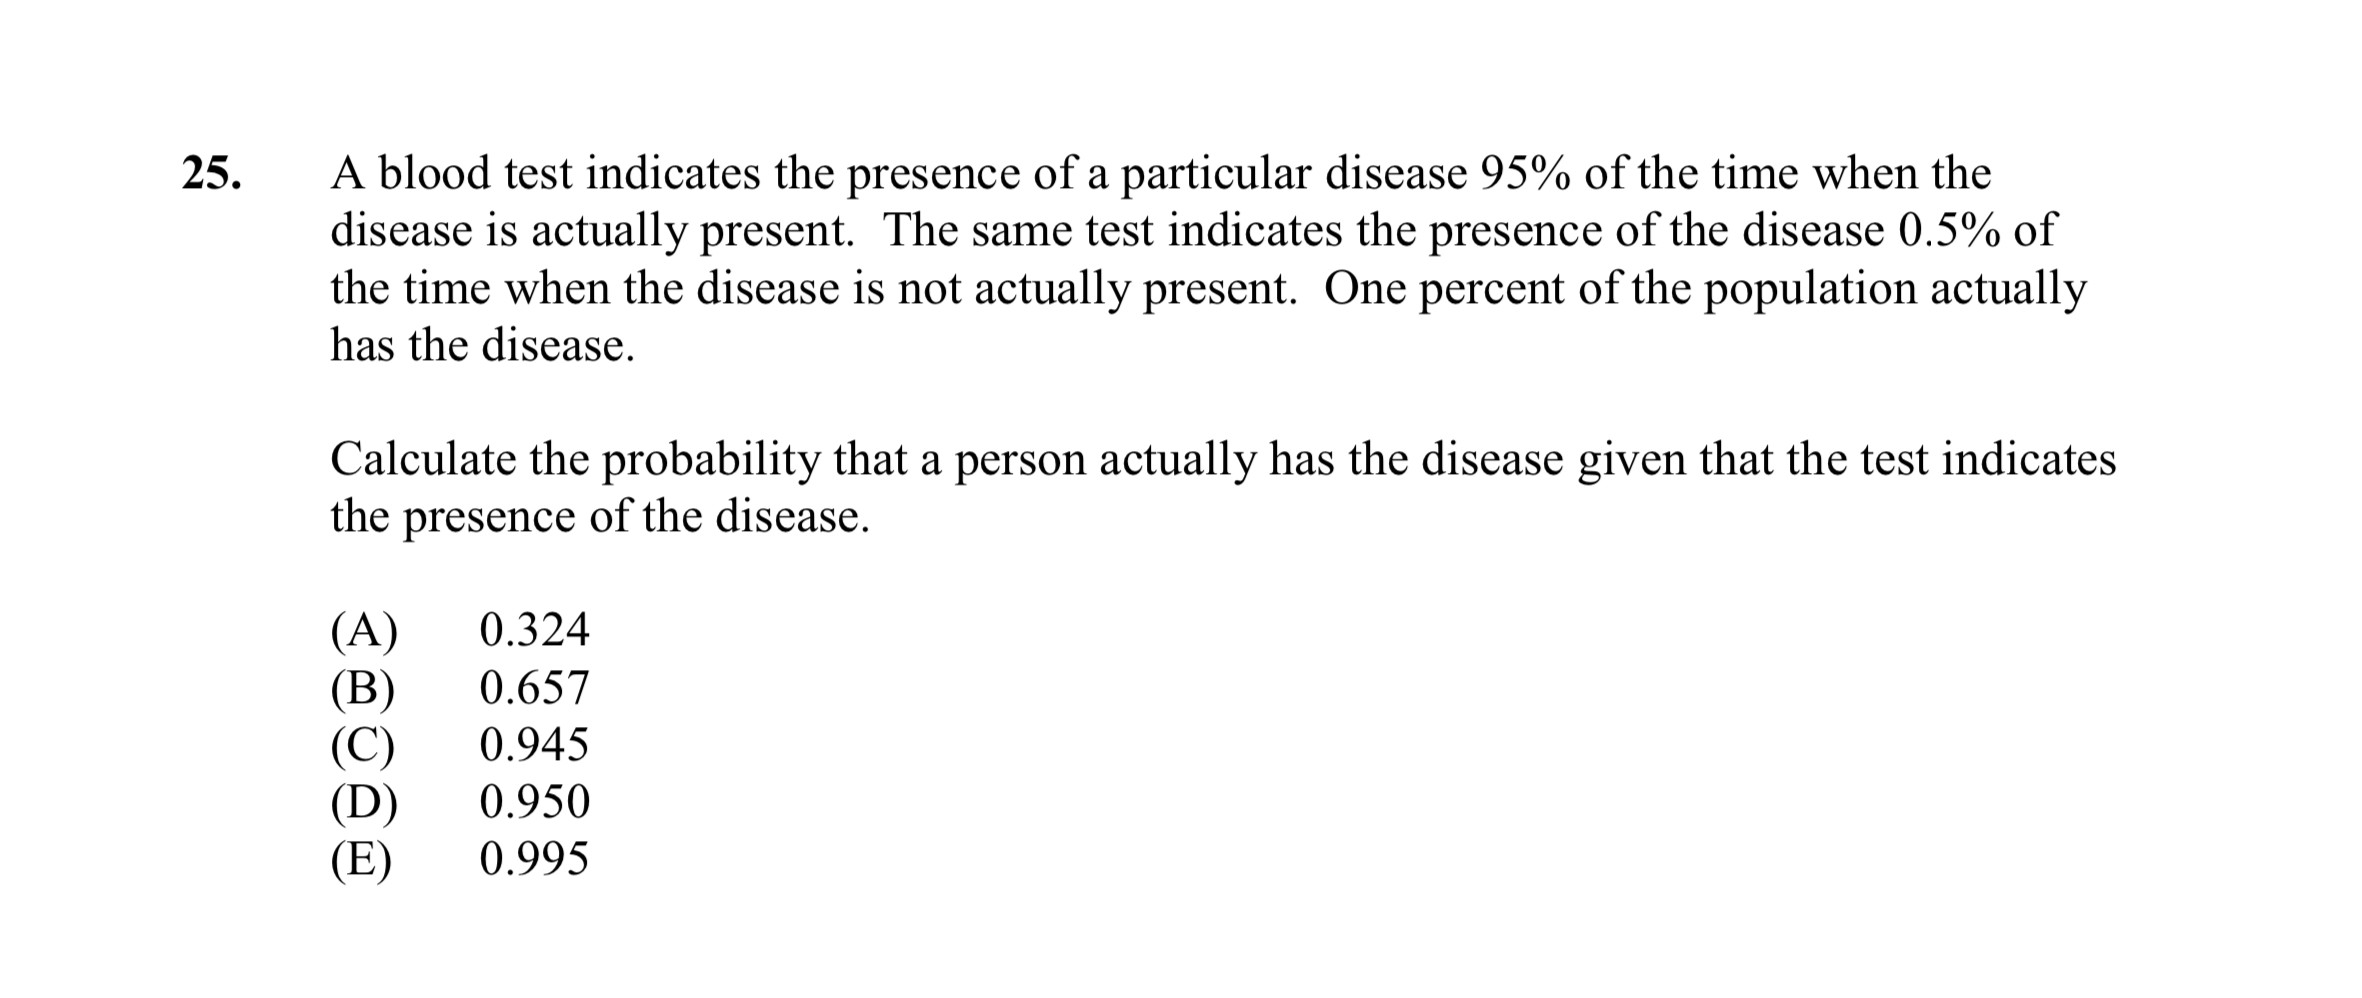 25. A blood test indicates the presence of a particular disease 95% of the time when the
disease is actually present. The same test indicates the presence of the disease 0.5% of
the time when the disease is not actually present. One percent of the population actually
has the disease.
Calculate the probability that a person actually has the disease given that the test indicates
the presence of the disease.
(A) 0.324
(B) 0.657
(C) 0.945
(D) 0.950
(E) 0.995